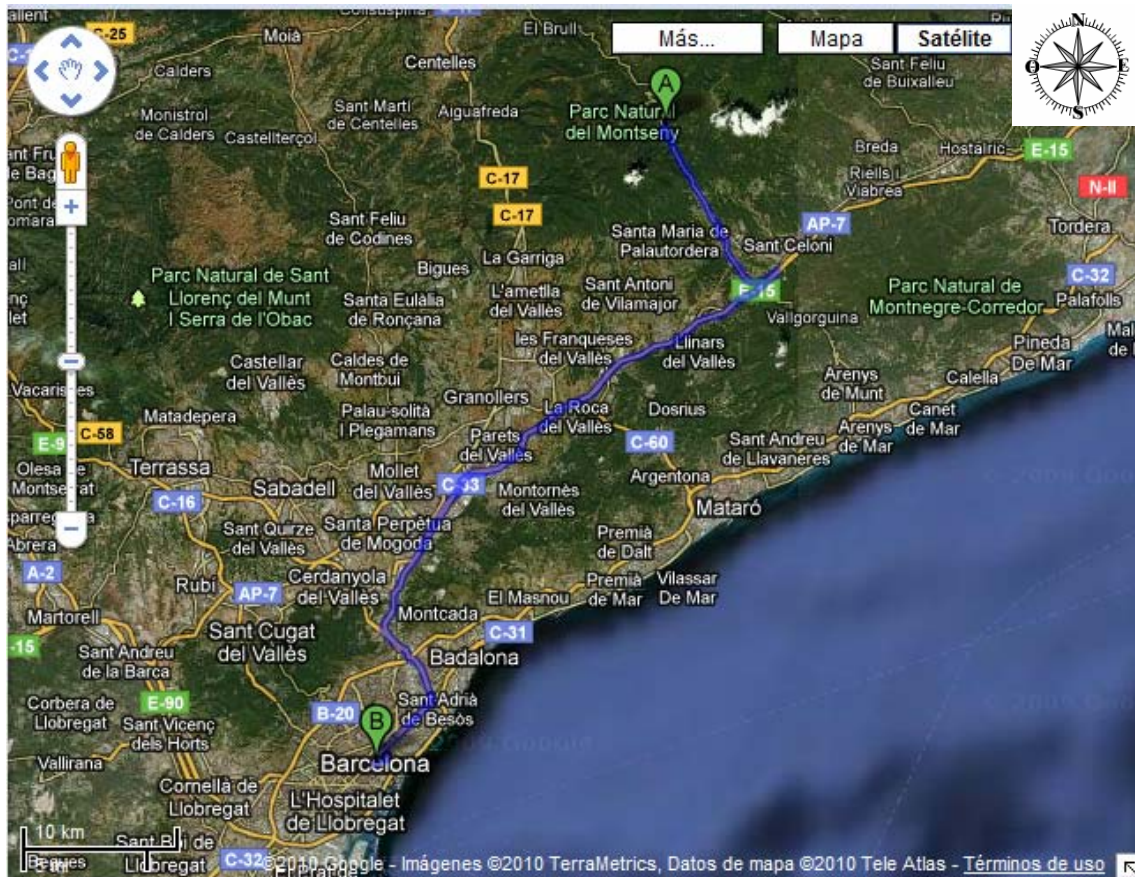 C-25
Moià
El Brull
Más...
Mapa
Satélite
N
O
E
S
Calders
Centelles
Sant Feliu
de Buixalleu
A
Monistrol
de Calders
Castellterçol
Sant Martí
de Centelles
Aiguafreda
Parc Natural
del Montseny
Breda
Hostalric
E-15
Riells i
Viabrea
N-II
C-17
C-17
Sant Feliu
de Codines
Santa Maria de
Palautordera
Sant Celoni
AP-7
Tordera
La Garriga
Bigues
C-32
Parc Natural de Sant
Llorenç del Munt
I Serra de l'Obac
Santa Eulàlia
de Ronçana
L'ametlla
del Vallès
Sant Antoni
de Vilamajor
E-15
Vallgorguina
Parc Natural de
Montnegre-Corredor
Palafolls
Castellar
del Vallès
Caldes de
Montbui
les Franqueses
del Vallès
Llinars
del Vallès
Pineda
De Mar
Calella
Matadepera
Palau-solità
I Plegamans
Granollers
La Roca
del Vallès
Dosrius
Arenys
de Munt
Arenys
de Mar
Canet
de Mar
C-58
Terrassa
Parets
del Vallès
C-60
Sant Andreu
de Llavaneres
Argentona
Mollet
del Vallès
C-33
Montornès
del Vallès
Mataró
Sabadell
C-16
Sant Quirze
del Vallès
Santa Perpètua
de Mogoda
Premià
de Dalt
Abrera
A-2
Rubí
AP-7
Cerdanyola
del Vallès
El Masnou
Premià
de Mar
Vilassar
De Mar
Martorell
Montcada
C-31
Sant Cugat
del Vallès
Badalona
Sant Andreu
de la Barca
Corbera de
Llobregat
E-90
Sant Vicenç
dels Horts
B-20
B
Sant Adrià
de Besòs
Vallirana
Barcelona
Cornellà de
Llobregat
L'Hospitalet
de Llobregat
10 km
Sant Boi de
Llobregat
Begues
C-32
©2010 Google - Imágenes ©2010 TerraMetrics, Datos de mapa ©2010 Tele Atlas - Términos de uso